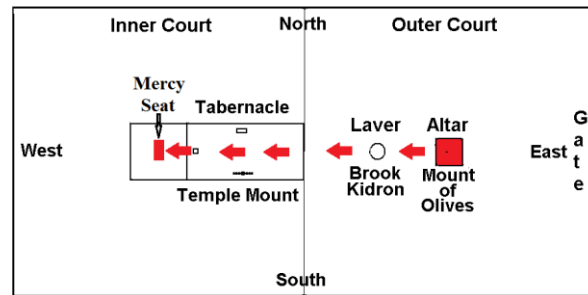 Inner Court
North
Outer Court
Mercy
Seat
Tabernacle
Laver
Altar
West
East
Gate
Temple Mount
Brook
Kidron
Mount
of
Olives
South